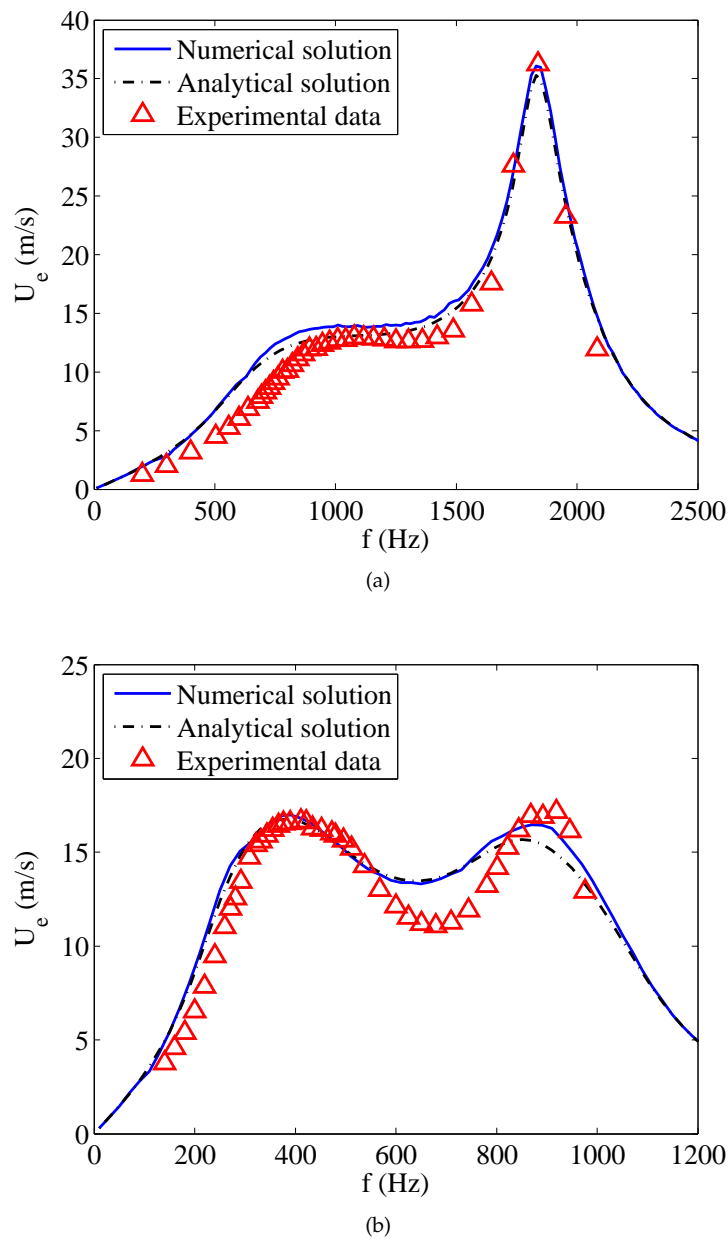 40
35
30
25
20
15
10
5
0
U_e (m/s)
Numerical solution
Analytical solution
Experimental data
0 500 1000 1500 2000 2500
f (Hz)
(a)
25
20
15
10
5
0
U_e (m/s)
Numerical solution
Analytical solution
Experimental data
0 200 400 600 800 1000 1200
f (Hz)
(b)